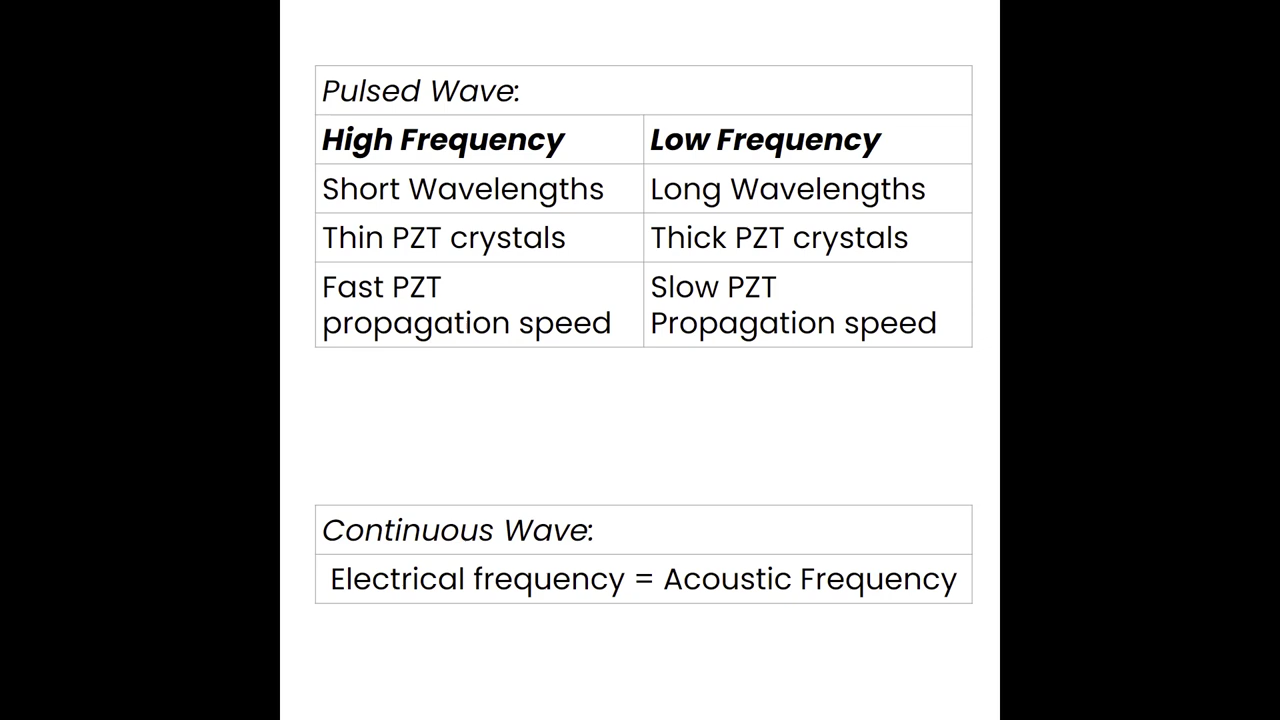 Pulsed Wave:
High Frequency
Low Frequency
Short Wavelengths
Long Wavelengths
Thin PZT crystals
Thick PZT crystals
Fast PZT
propagation speed
Slow PZT
Propagation speed
Continuous Wave:
Electrical frequency = Acoustic Frequency